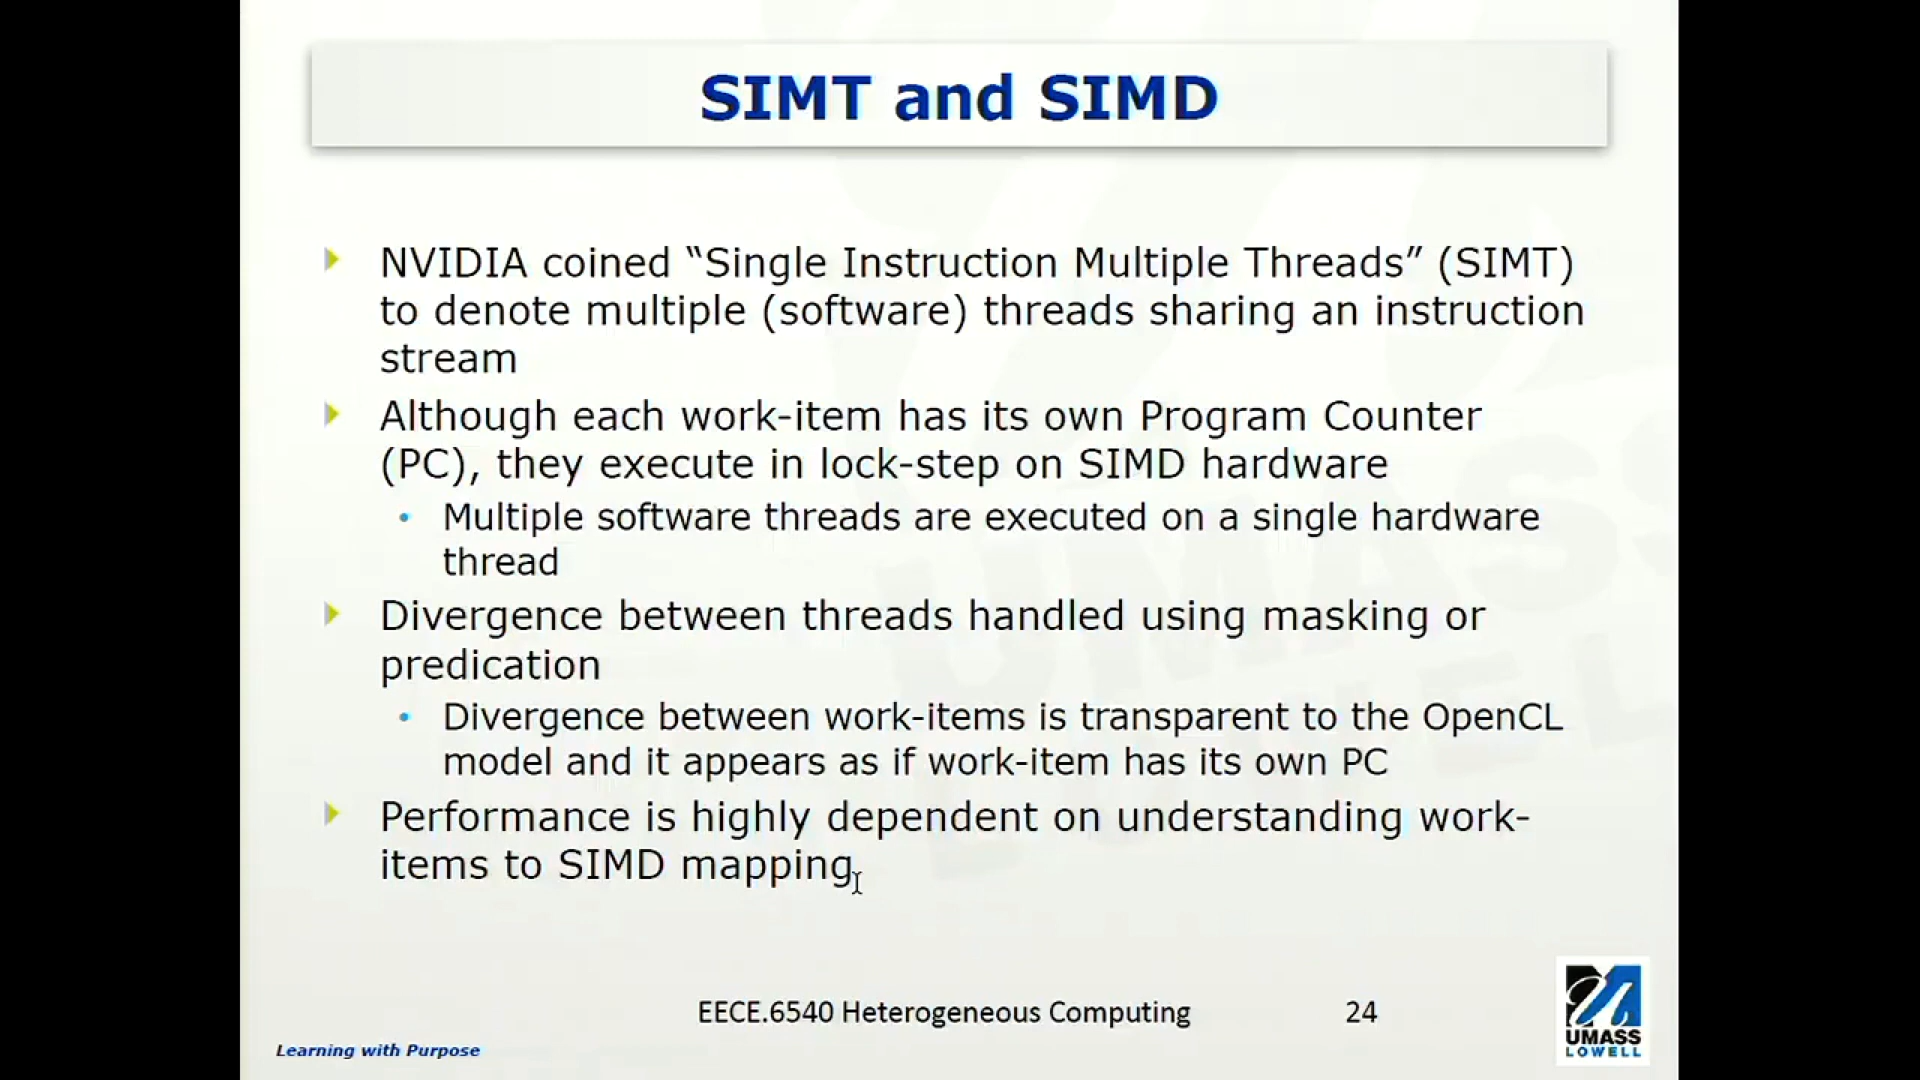 SIMT and SIMD
NVIDIA coined “Single Instruction Multiple Threads” (SIMT)
to denote multiple (software) threads sharing an instruction
stream
Although each work-item has its own Program Counter
(PC), they execute in lock-step on SIMD hardware
• Multiple software threads are executed on a single hardware
thread
Divergence between threads handled using masking or
predication
• Divergence between work-items is transparent to the OpenCL
model and it appears as if work-item has its own PC
Performance is highly dependent on understanding work-
items to SIMD mapping
EECE.6540 Heterogeneous Computing 24
Learning with Purpose
UMASS
LOWELL